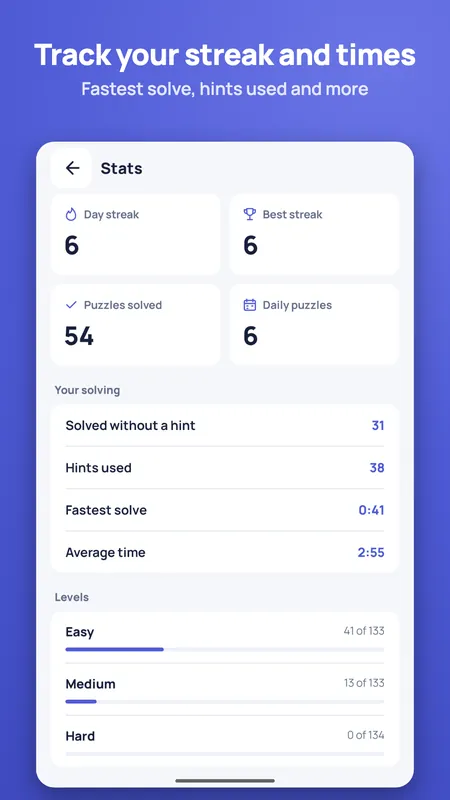 Track your streak and times
Fastest solve, hints used and more
Stats
Day streak
6
Best streak
6
Puzzles solved
54
Daily puzzles
6
Your solving
Solved without a hint 31
Hints used 38
Fastest solve 0:41
Average time 2:55
Levels
Easy 41 of 133
Medium 13 of 133
Hard 0 of 134